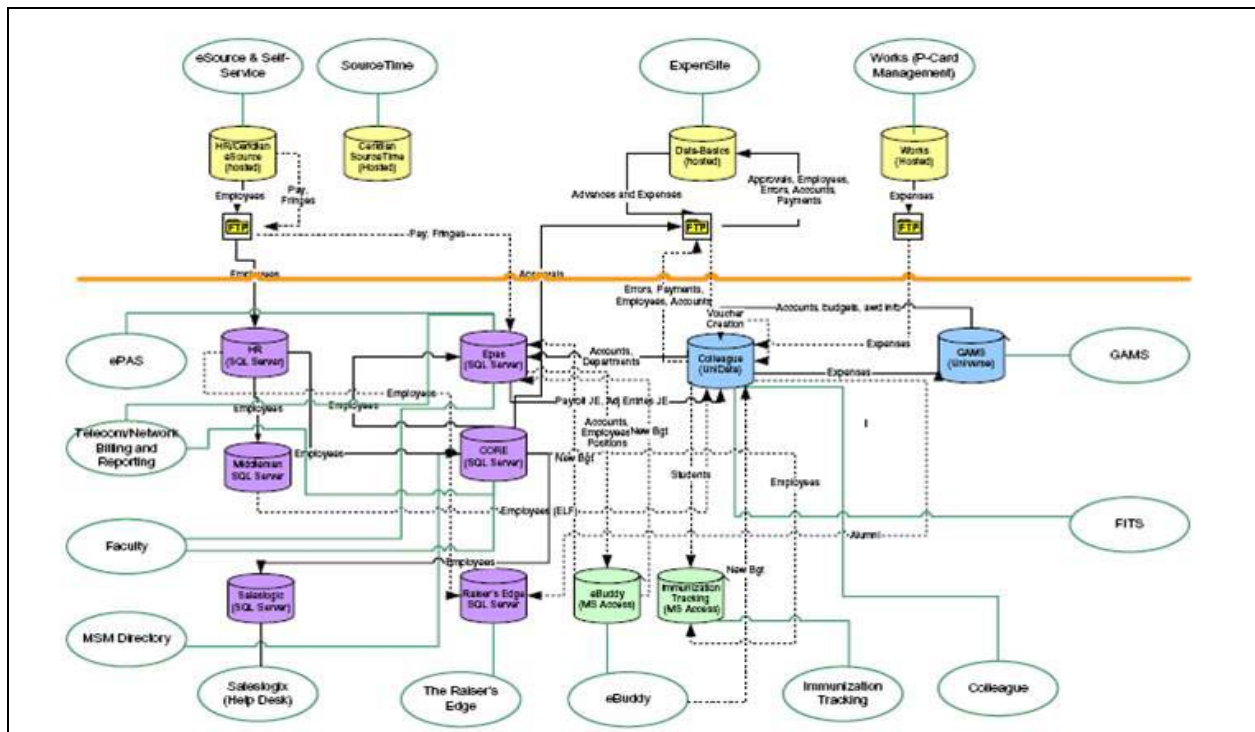 eSource & Self-
Service
SourceTime
ExpenSite
Works (P-Card
Management)
HR/Ceridian
eSource
(hosted)
Ceridian
SourceTime
(Hosted)
Data-Basics
(hosted)
Works
(Hosted)
Employees
Pay,
Fringes
Advances and Expenses
Approvals, Employees,
Errors, Accounts,
Payments
Expenses
FTP
FTP
FTP
Pay, Fringes
Employees
Approvals
Errors, Payments,
Employees, Accounts
Voucher
Creation
Accounts, budgets, awd info
ePAS
HR
(SQL Server)
Epas
(SQL Server)
Accounts,
Departments
Colleague
(UniData)
Expenses
GAMS
(Universe)
GAMS
Expenses
Employees
Employees
Employees
Payroll JE, Adj Entries JE
Telecom/Network
Billing and
Reporting
Accounts,
Employees
Positions
New Bgt
Middleman
SQL Server
Employees
CORE
(SQL Server)
New Bgt
Students
Employees
Employees (ELF)
FITS
Faculty
Alumni
Employees
Saleslogic
(SQL Server)
Raiser's Edge
SQL Server
eBuddy
(MS Access)
Immunization
Tracking
(MS Access)
New Bgt
MSM Directory
Saleslogix
(Help Desk)
The Raiser's
Edge
eBuddy
Immunization
Tracking
Colleague